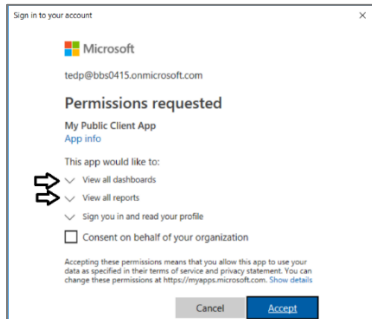 Sign in to your account
Microsoft
tedp@bbs0415.onmicrosoft.com
Permissions requested
My Public Client App
App info
This app would like to:
View all dashboards
View all reports
Sign you in and read your profile
Consent on behalf of your organization
Accepting these permissions means that you allow this app to use your
data as specified in their terms of service and privacy statement. You can
change these permissions at https://myapps.microsoft.com. Show details
Cancel Accept